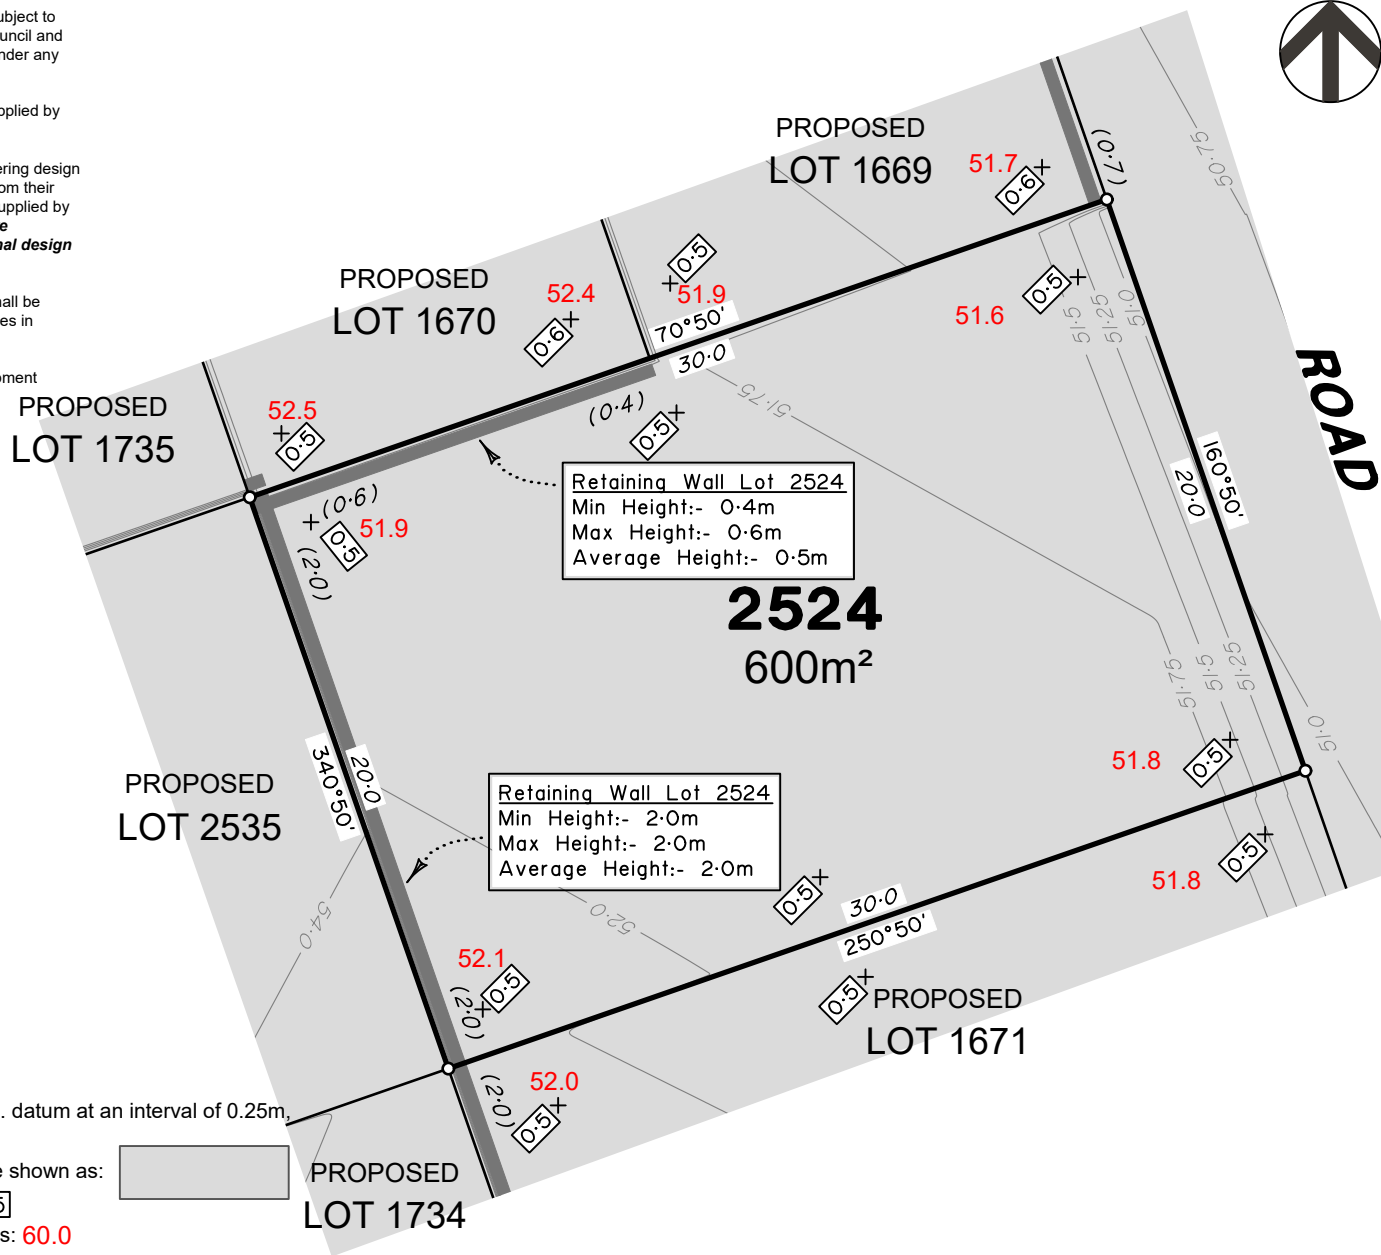 ubject to
ouncil and
nder any
pplied by
ering design
om their
upplied by
e
nal design
hall be
es in
opment
PROPOSED
LOT 1669
51.7
0·6
(0·7)
50·75
PROPOSED
LOT 1670
52.4
0·6
0·5
51.9
70°50'
30·0
51.6
0·5
51·5
51·25
51·0
ROAD
PROPOSED
LOT 1735
52.5
0·5
(0·4)
0·5
51·75
(0·6)
51.9
0·5
(2·0)
Retaining Wall Lot 2524
Min Height:- 0·4m
Max Height:- 0·6m
Average Height:- 0·5m
160°50'
20·0
2524
600m²
51·75
51·5
51·25
51·0
PROPOSED
LOT 2535
340°50'
20·0
Retaining Wall Lot 2524
Min Height:- 2·0m
Max Height:- 2·0m
Average Height:- 2·0m
51.8
0·5
51.8
0·5
54·0
52·0
0·5
30·0
250°50'
52.1
0·5
(2·0)
0·5
PROPOSED
LOT 1671
52.0
0·5
(2·0)
. datum at an interval of 0.25m,
e shown as:
s: 60.0
PROPOSED
LOT 1734